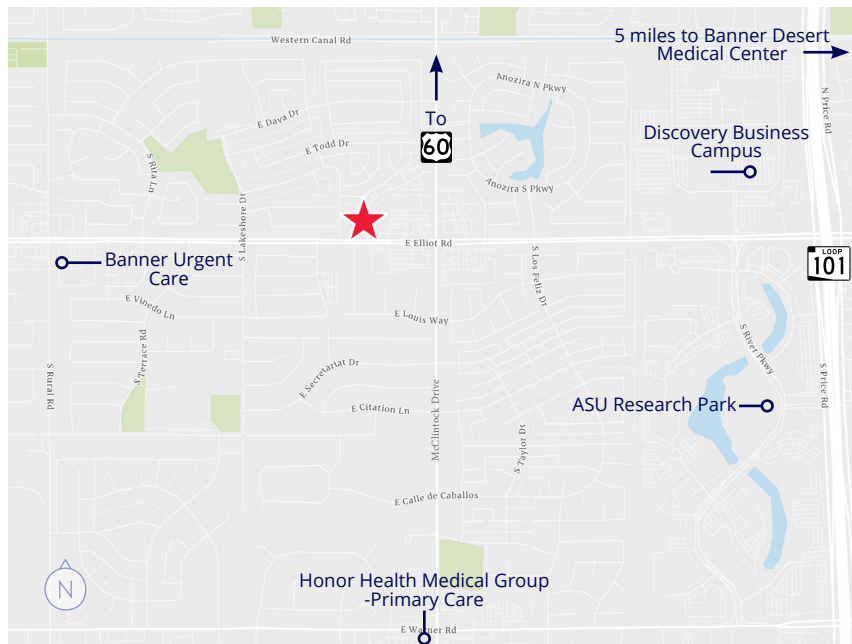 Western Canal Rd
5 miles to Banner Desert
Medical Center
Anozira N Pkwy
N Price Rd
E Dava Dr
To
60
E Todd Dr
Discovery Business
Campus
S Rita Ln
Anozira S Pkwy
S Lakeshore Dr
E Elliot Rd
LOOP
101
Banner Urgent
Care
S Los Feliz Dr
E Vinedo Ln
E Louis Way
S River Pkwy
S Terrace Rd
S Rural Rd
E Secretariat Dr
S Price Rd
E Citation Ln
McClintock Drive
ASU Research Park
S Taylor Dr
E Calle de Caballos
N
Honor Health Medical Group
-Primary Care
E Warner Rd